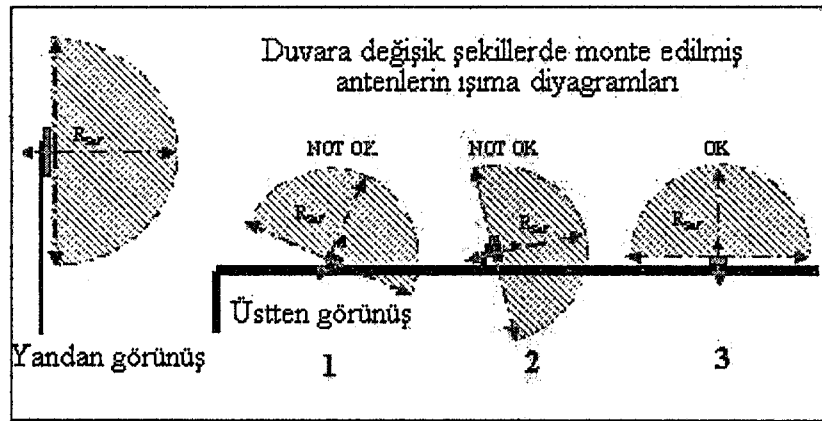 Duvara değişik şekillerde monte edilmiş
antenlerin ışıma diyagramları
NOT OK
NOT OK
OK
Üstten görünüş
Yandan görünüş
1
2
3